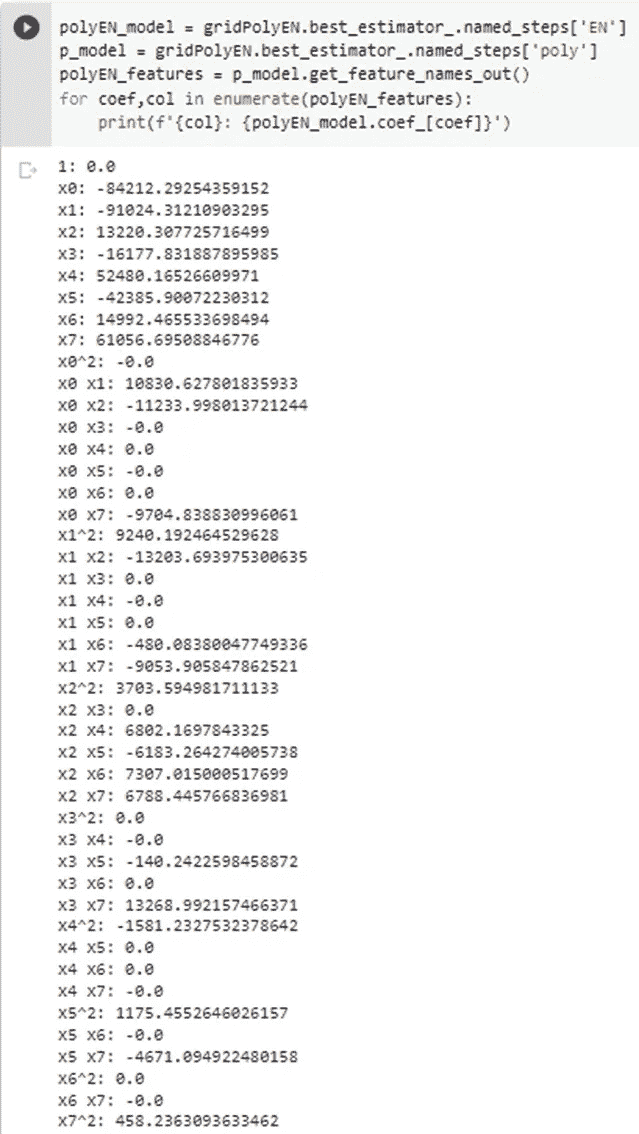 polyEN_model = gridPolyEN.best_estimator_.named_steps['EN']
p_model = gridPolyEN.best_estimator_.named_steps['poly']
polyEN_features = p_model.get_feature_names_out()
for coef,col in enumerate(polyEN_features):
    print(f'{col}: {polyEN_model.coef_[coef]}')
1: 0.0
x0: -84212.29254359152
x1: -91024.31210903295
x2: 13220.307725716499
x3: -16177.831887895985
x4: 52480.16526609971
x5: -42385.90072230312
x6: 14992.465533698494
x7: 61056.69508846776
x0^2: -0.0
x0 x1: 10830.627801835933
x0 x2: -11233.998013721244
x0 x3: -0.0
x0 x4: 0.0
x0 x5: -0.0
x0 x6: 0.0
x0 x7: -9704.838830996061
x1^2: 9240.192464529628
x1 x2: -13203.693975300635
x1 x3: 0.0
x1 x4: -0.0
x1 x5: 0.0
x1 x6: -480.08380047749336
x1 x7: -9053.905847862521
x2^2: 3703.594981711133
x2 x3: 0.0
x2 x4: 6802.1697843325
x2 x5: -6183.264274005738
x2 x6: 7307.015000517699
x2 x7: 6788.445766836981
x3^2: 0.0
x3 x4: -0.0
x3 x5: -140.2422598458872
x3 x6: 0.0
x3 x7: 13268.992157466371
x4^2: -1581.2327532378642
x4 x5: 0.0
x4 x6: 0.0
x4 x7: -0.0
x5^2: 1175.4552646026157
x5 x6: -0.0
x5 x7: -4671.094922480158
x6^2: 0.0
x6 x7: -0.0
x7^2: 458.2363093633462